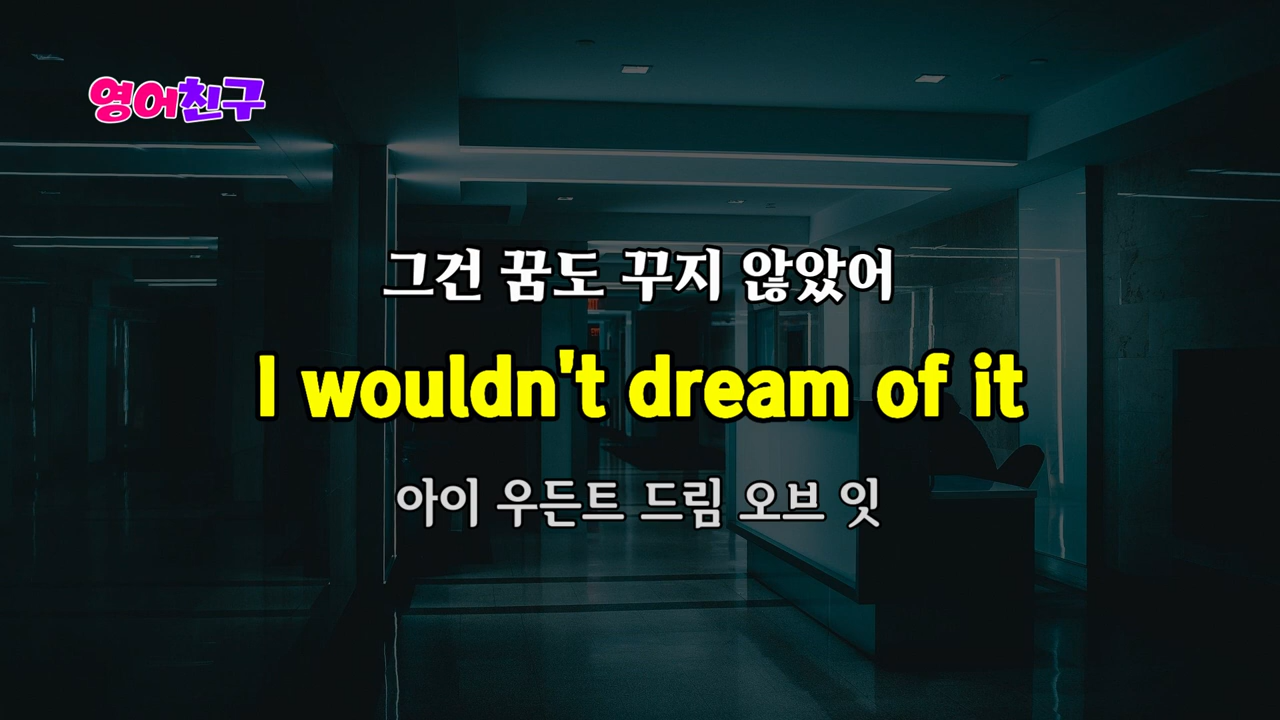 영어친구
그건 꿈도 꾸지 않았어
I wouldn't dream of it
아이 우든트 드림 오브 잇